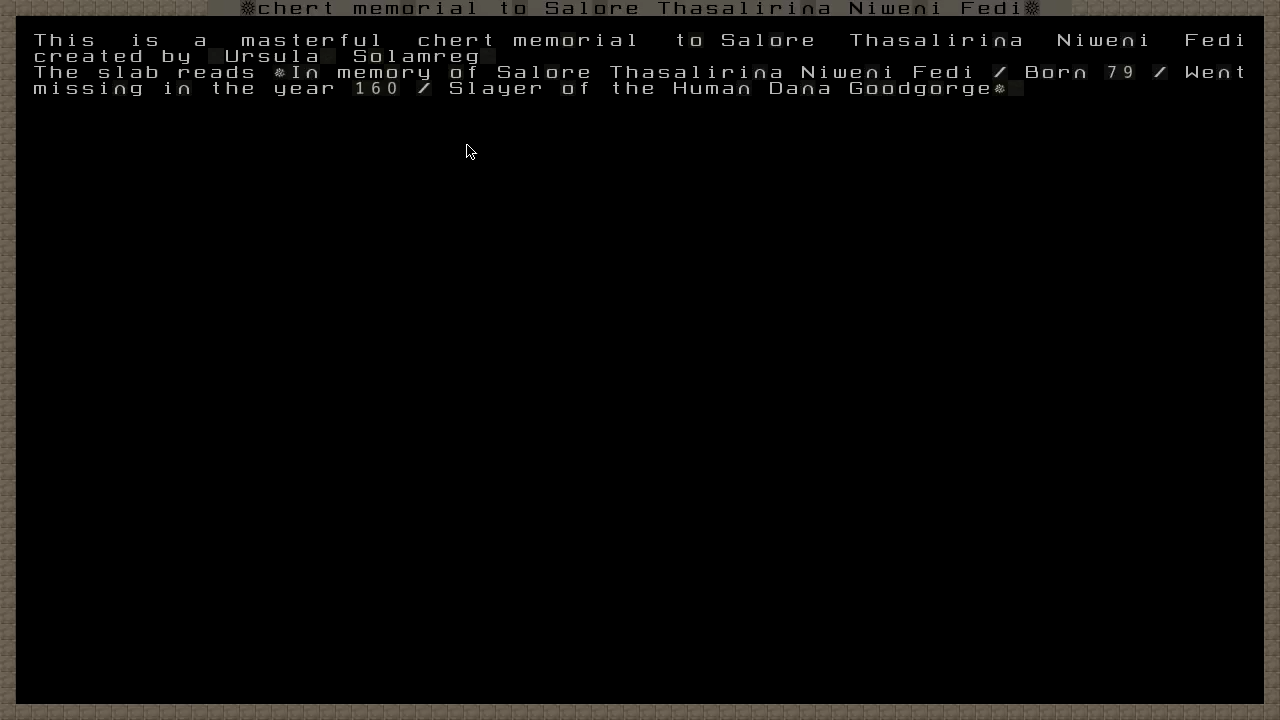 ☼chert memorial to Salore Thasalirina Niweni Fedi☼
This is a masterful chert memorial to Salore Thasalirina Niweni Fedi
created by Ursula Solamreg
The slab reads *In memory of Salore Thasalirina Niweni Fedi / Born 79 / Went
missing in the year 160 / Slayer of the Human Dana Goodgorge*